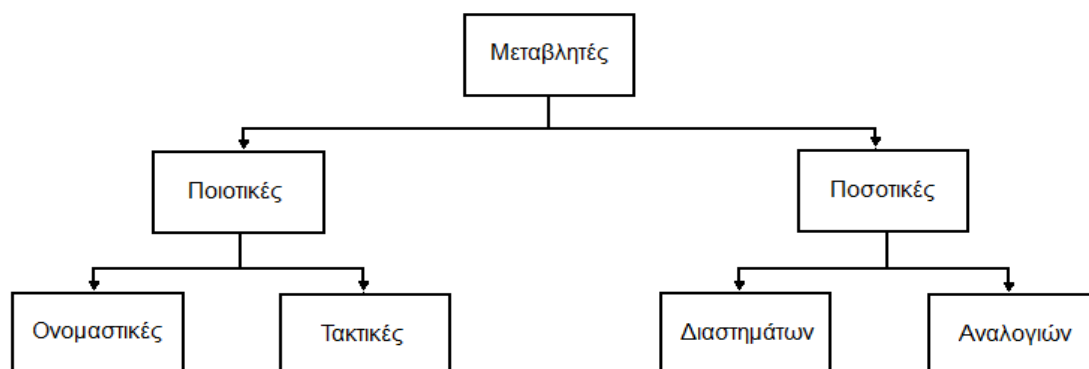 Μεταβλητές
Ποιοτικές
Ποσοτικές
Ονομαστικές
Τακτικές
Διαστημάτων
Αναλογιών